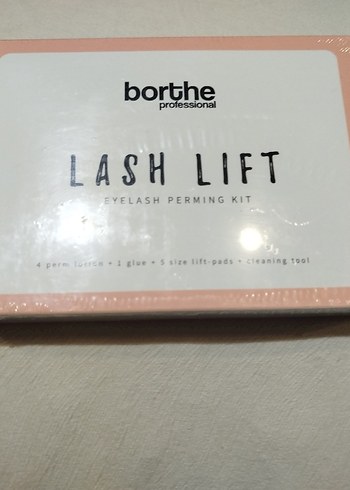 borthe
professional
LASH LIFT
EYELASH PERMING KIT
4 perm lotion + 1 glue + 5 size lift-pads + cleaning tool